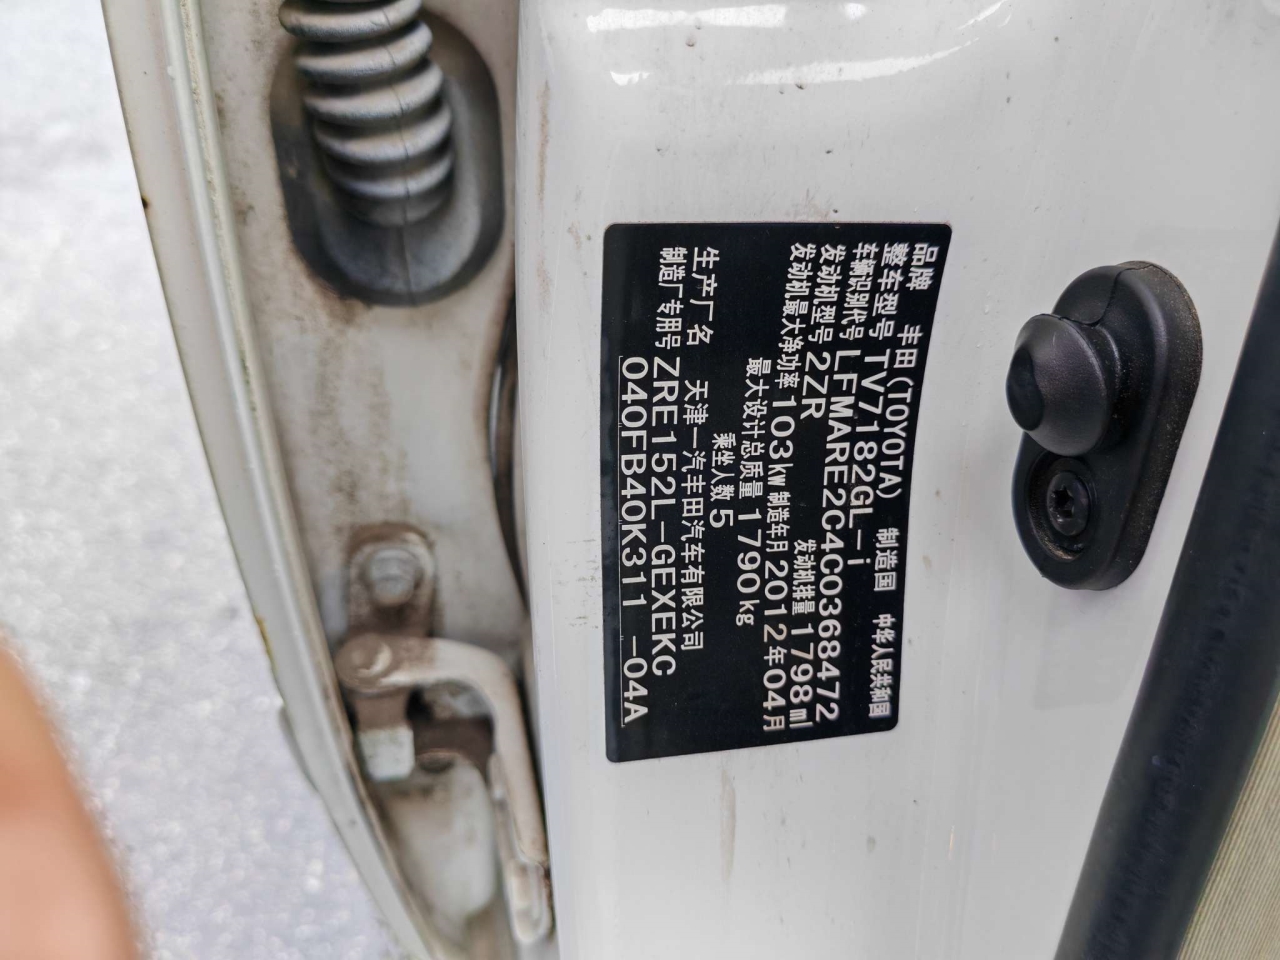 品牌 丰田(TOYOTA) 制造国 中华人民共和国
整车型号 TV7182GL-i
车辆识别代号 LFMARE2C4C0368472
发动机型号 2ZR 发动机排量 1798ml
发动机最大净功率 103kw 制造年月 2012年04月
最大设计总质量 1790kg
乘坐人数 5
生产厂名 天津一汽丰田汽车有限公司
制造厂专用号 ZRE152L-GEXEKC
040FB40K311 -04A